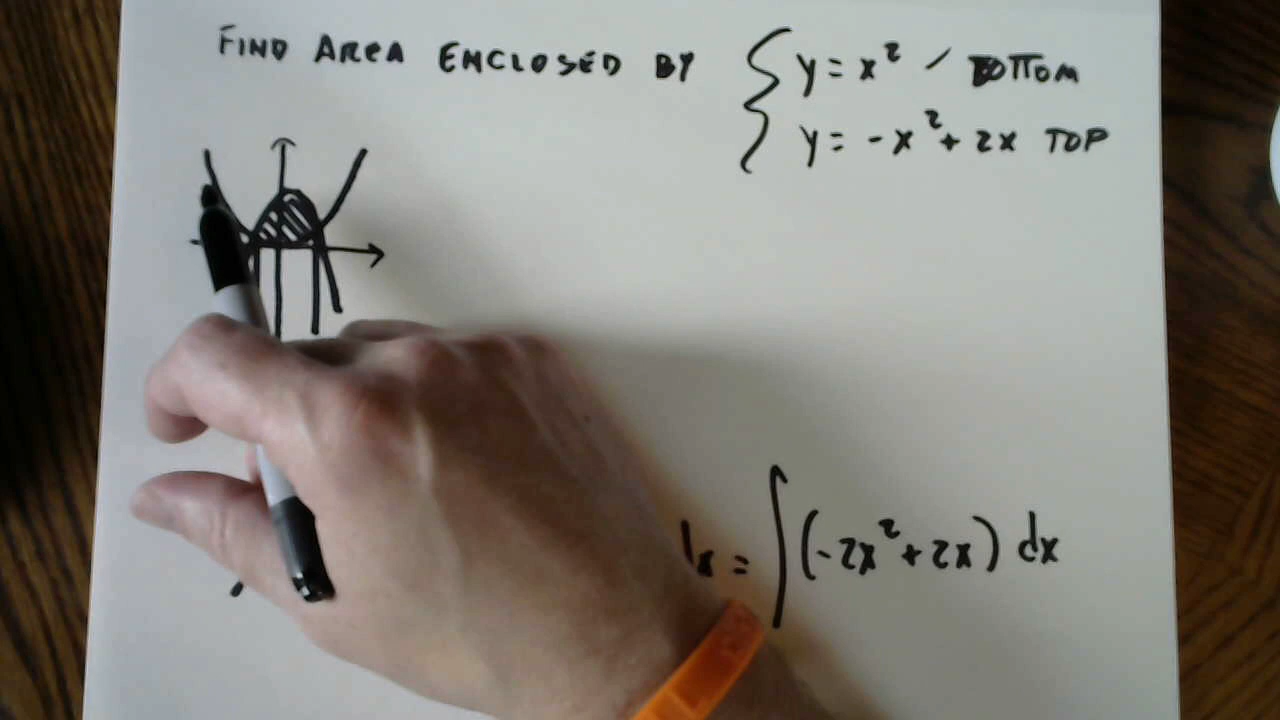 FIND AREA ENCLOSED BY { y = x² / BOTTOM
y = -x² + 2x TOP
= ∫(-2x² + 2x) dx